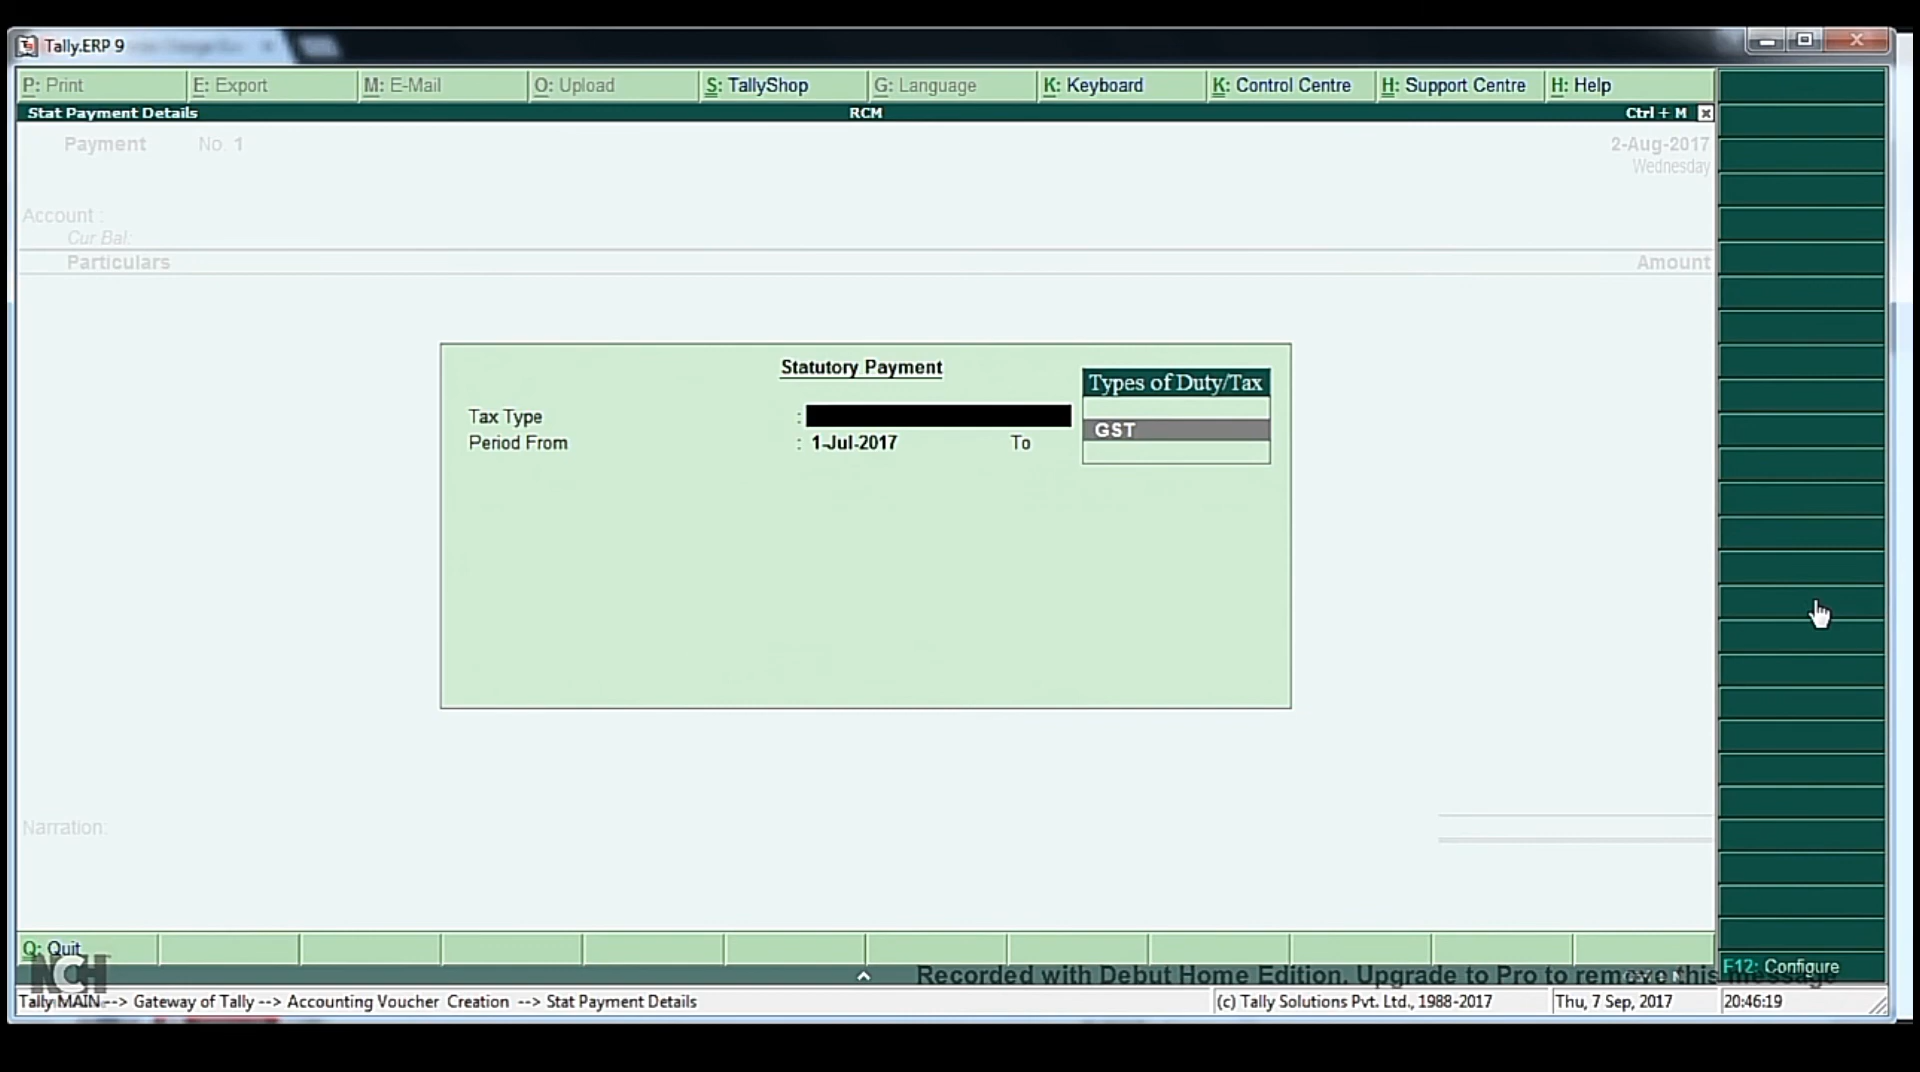 Tally.ERP 9
P: Print E: Export M: E-Mail O: Upload S: TallyShop G: Language K: Keyboard K: Control Centre H: Support Centre H: Help
Stat Payment Details RCM Ctrl + M
Payment No. 1 2-Aug-2017
Wednesday
Account :
Cur Bal:
Particulars Amount
Statutory Payment
Types of Duty/Tax
Tax Type :
GST
Period From : 1-Jul-2017 To
Narration:
Q: Quit
NCH
Recorded with Debut Home Edition. Upgrade to Pro to remove this message
F12: Configure
Tally MAIN --> Gateway of Tally --> Accounting Voucher Creation --> Stat Payment Details (c) Tally Solutions Pvt. Ltd., 1988-2017 Thu, 7 Sep, 2017 20:46:19